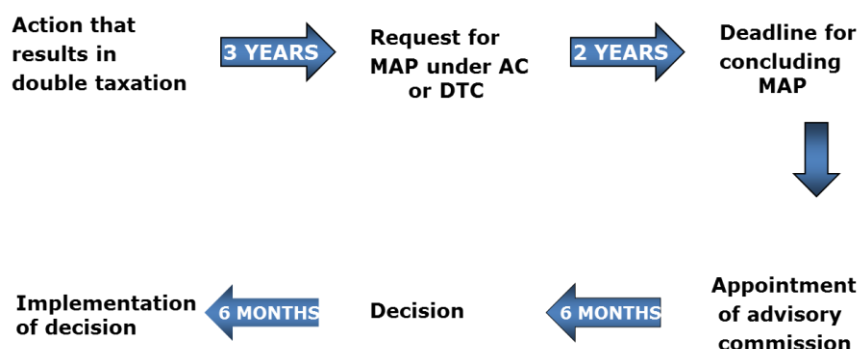 Action that
results in
double taxation
3 YEARS
Request for
MAP under AC
or DTC
2 YEARS
Deadline for
concluding
MAP
Appointment
of advisory
commission
6 MONTHS
Decision
6 MONTHS
Implementation
of decision